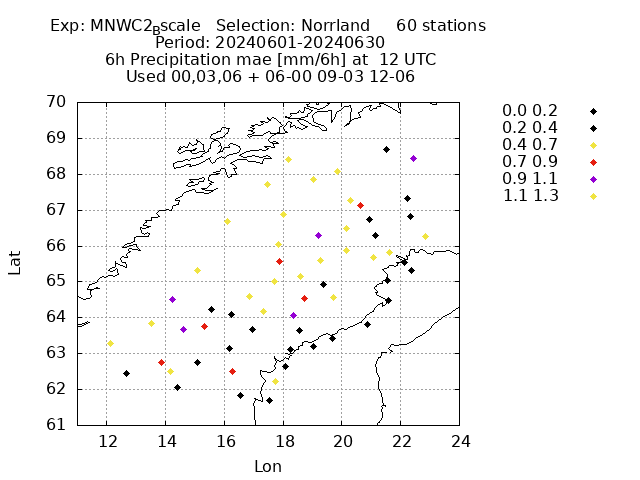 Exp: MNWC2Bscale   Selection: Norrland     60 stations
Period: 20240601-20240630
6h Precipitation mae [mm/6h] at  12 UTC
Used 00,03,06 + 06-00 09-03 12-06
0.0 0.2
0.2 0.4
0.4 0.7
0.7 0.9
0.9 1.1
1.1 1.3
70
69
68
67
66
65
64
63
62
61
Lat
12 14 16 18 20 22 24
Lon